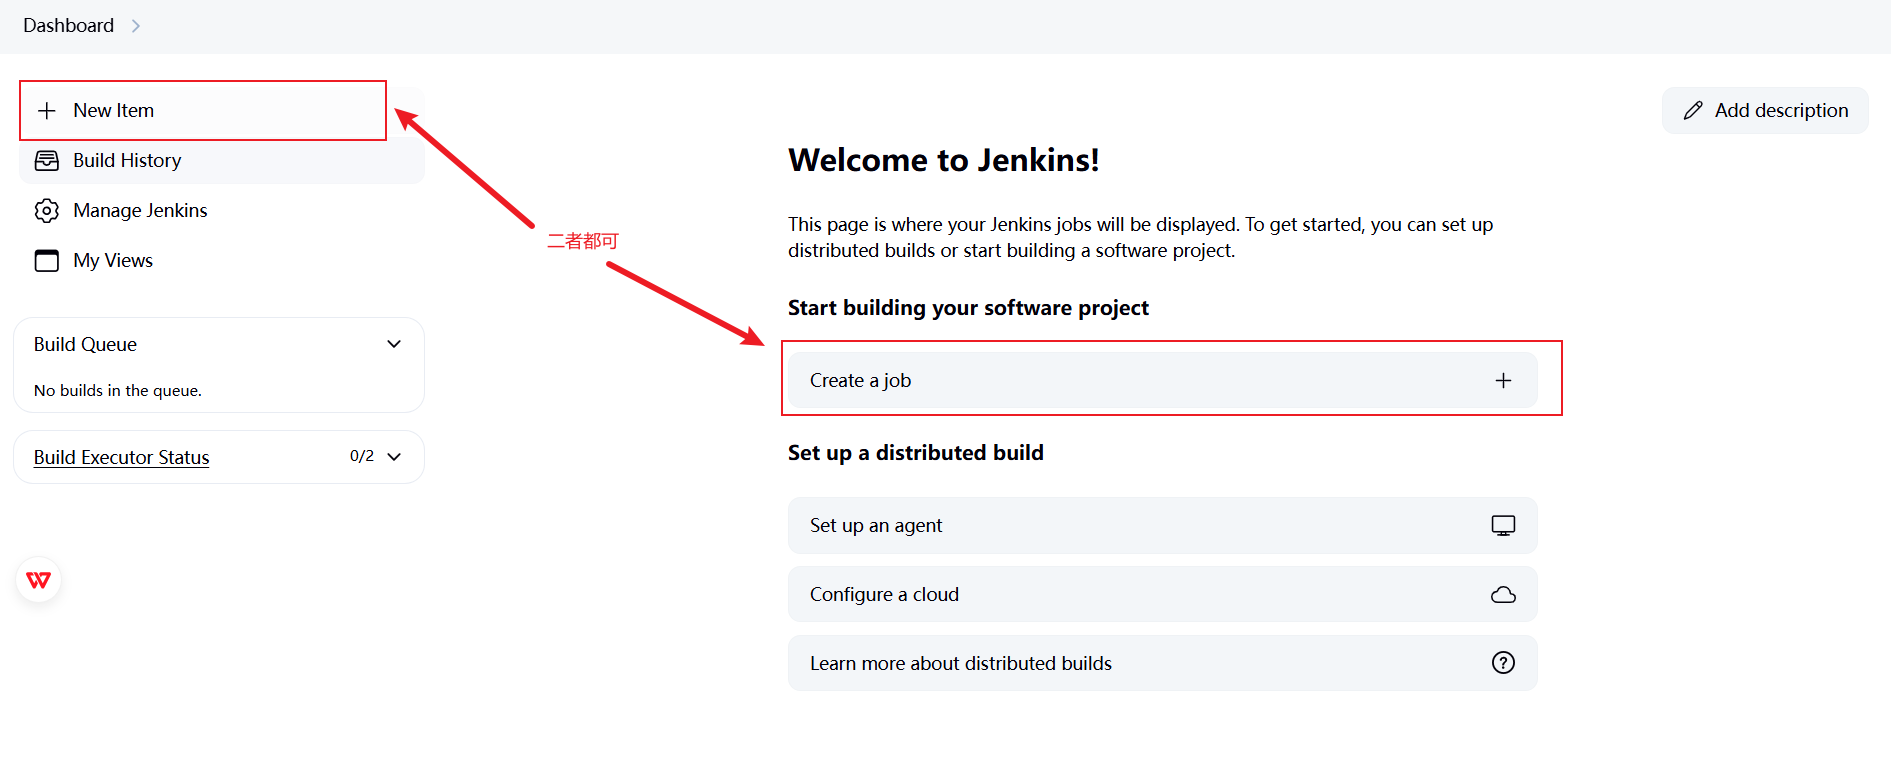 Dashboard
New Item
Build History
Manage Jenkins
My Views
Build Queue
No builds in the queue.
Build Executor Status 0/2
二者都可
Add description
Welcome to Jenkins!
This page is where your Jenkins jobs will be displayed. To get started, you can set up
distributed builds or start building a software project.
Start building your software project
Create a job
Set up a distributed build
Set up an agent
Configure a cloud
Learn more about distributed builds